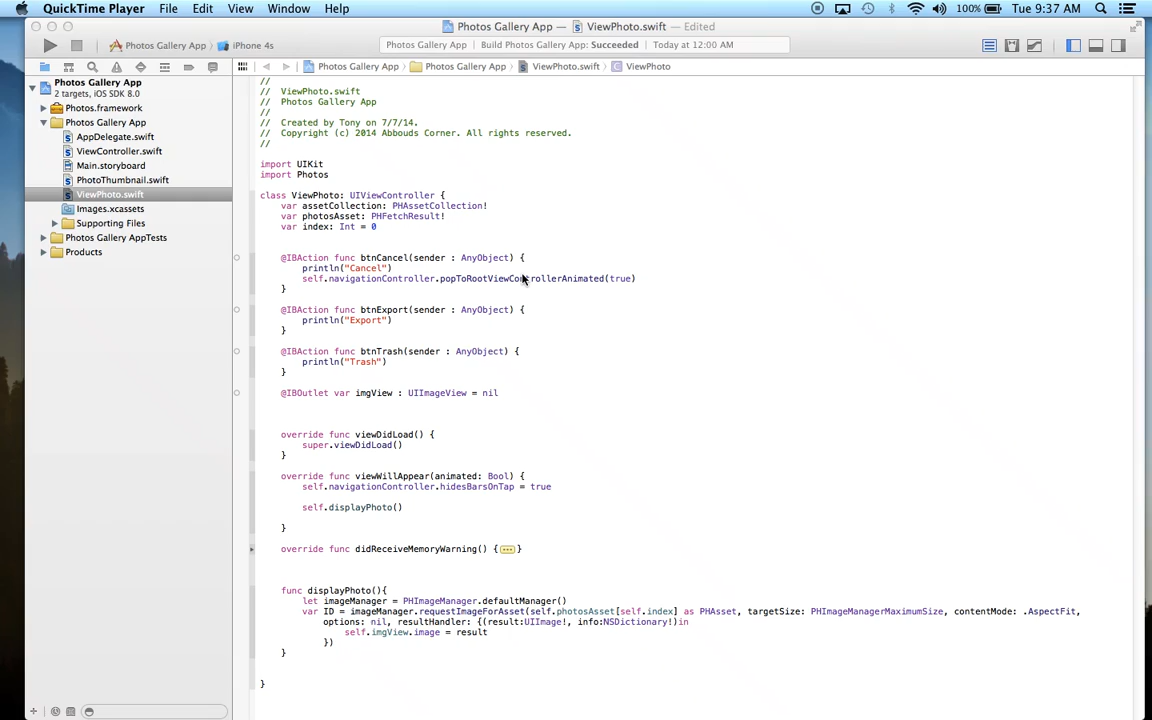 QuickTime Player File Edit View Window Help 100% Tue 9:37 AM
Photos Gallery App — ViewPhoto.swift — Edited
Photos Gallery App iPhone 4s Photos Gallery App Build Photos Gallery App: Succeeded Today at 12:00 AM
Photos Gallery App Photos Gallery App ViewPhoto.swift ViewPhoto
Photos Gallery App
2 targets, iOS SDK 8.0
Photos.framework
Photos Gallery App
AppDelegate.swift
ViewController.swift
Main.storyboard
PhotoThumbnail.swift
ViewPhoto.swift
Images.xcassets
Supporting Files
Photos Gallery AppTests
Products
//
// ViewPhoto.swift
// Photos Gallery App
//
// Created by Tony on 7/7/14.
// Copyright (c) 2014 Abbouds Corner. All rights reserved.
//
import UIKit
import Photos
class ViewPhoto: UIViewController {
var assetCollection: PHAssetCollection!
var photosAsset: PHFetchResult!
var index: Int = 0
@IBAction func btnCancel(sender : AnyObject) {
println("Cancel")
self.navigationController.popToRootViewControllerAnimated(true)
}
@IBAction func btnExport(sender : AnyObject) {
println("Export")
}
@IBAction func btnTrash(sender : AnyObject) {
println("Trash")
}
@IBOutlet var imgView : UIImageView = nil
override func viewDidLoad() {
super.viewDidLoad()
}
override func viewWillAppear(animated: Bool) {
self.navigationController.hidesBarsOnTap = true
self.displayPhoto()
}
override func didReceiveMemoryWarning() {...}
func displayPhoto(){
let imageManager = PHImageManager.defaultManager()
var ID = imageManager.requestImageForAsset(self.photosAsset[self.index] as PHAsset, targetSize: PHImageManagerMaximumSize, contentMode: .AspectFit,
options: nil, resultHandler: {(result:UIImage!, info:NSDictionary!)in
self.imgView.image = result
})
}
}